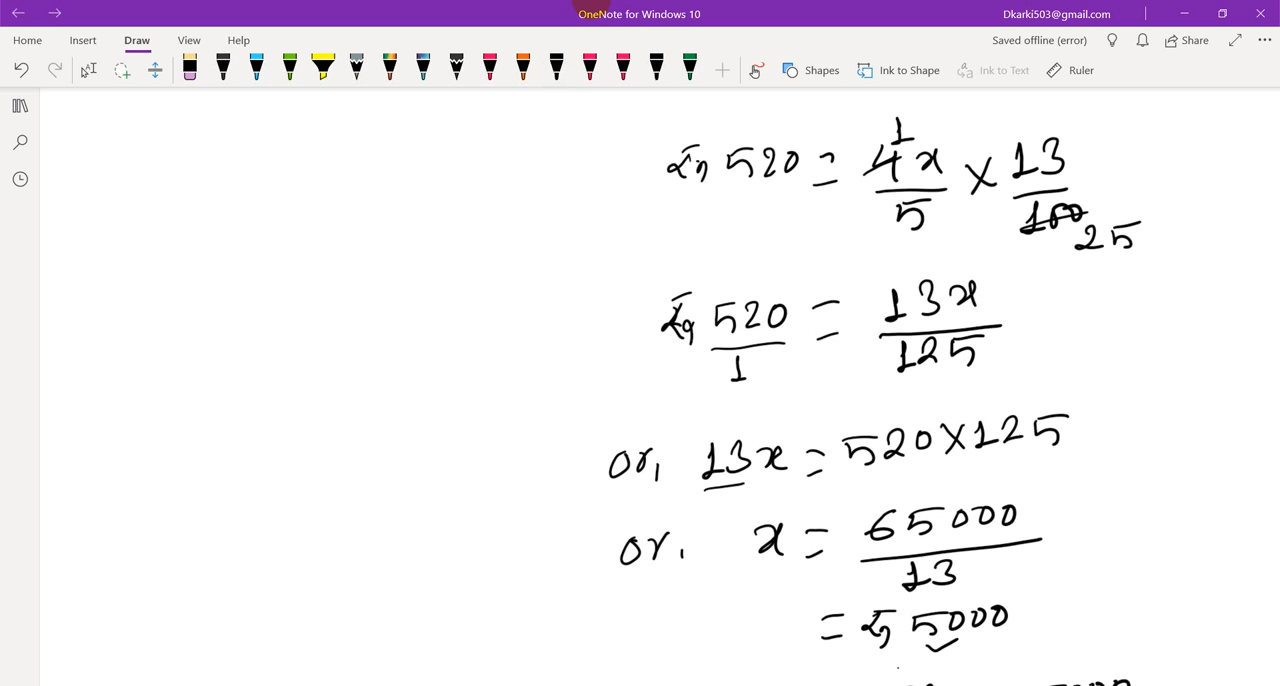 OneNote for Windows 10
Dkarki503@gmail.com
Home Insert Draw View Help
Saved offline (error)
Share
Shapes
Ink to Shape
Ink to Text
Ruler
रु 520 = 4x/5 × 13/100
1
25
रु 520/1 = 13x/125
or, 13x = 520×125
or. x = 65000/13
= रु 5000